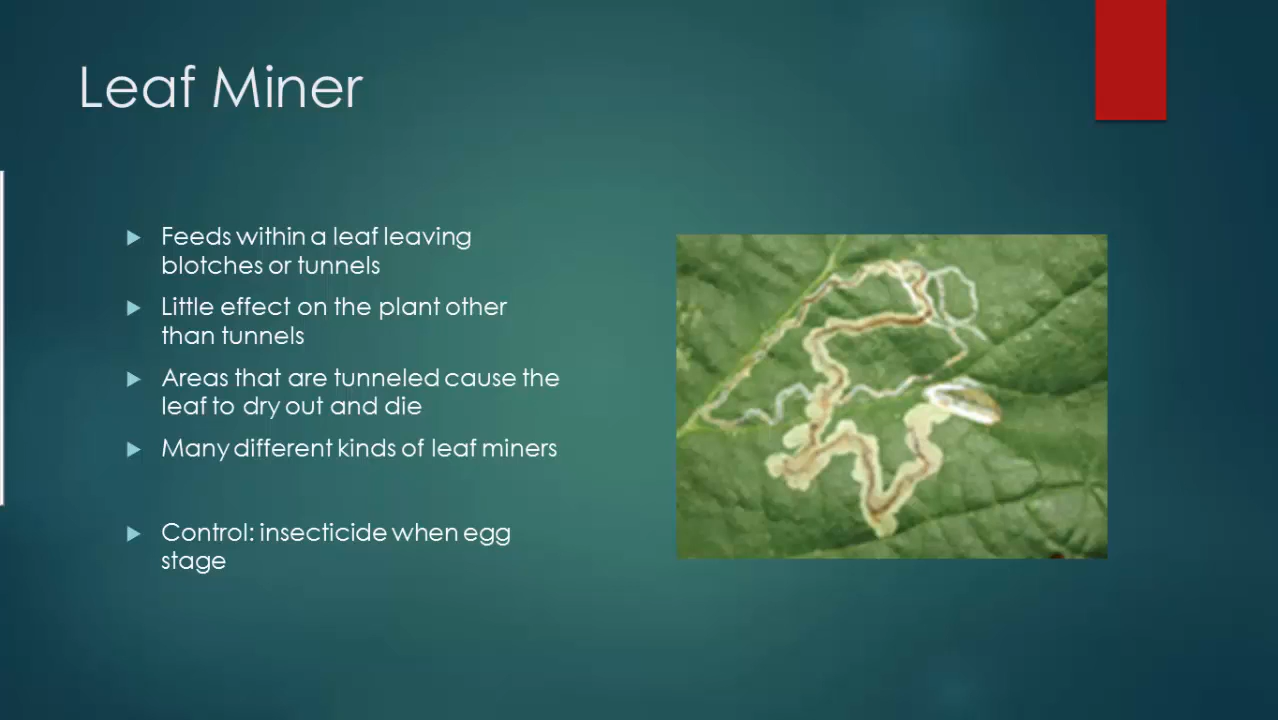 Leaf Miner
Feeds within a leaf leaving
blotches or tunnels
Little effect on the plant other
than tunnels
Areas that are tunneled cause the
leaf to dry out and die
Many different kinds of leaf miners
Control: insecticide when egg
stage